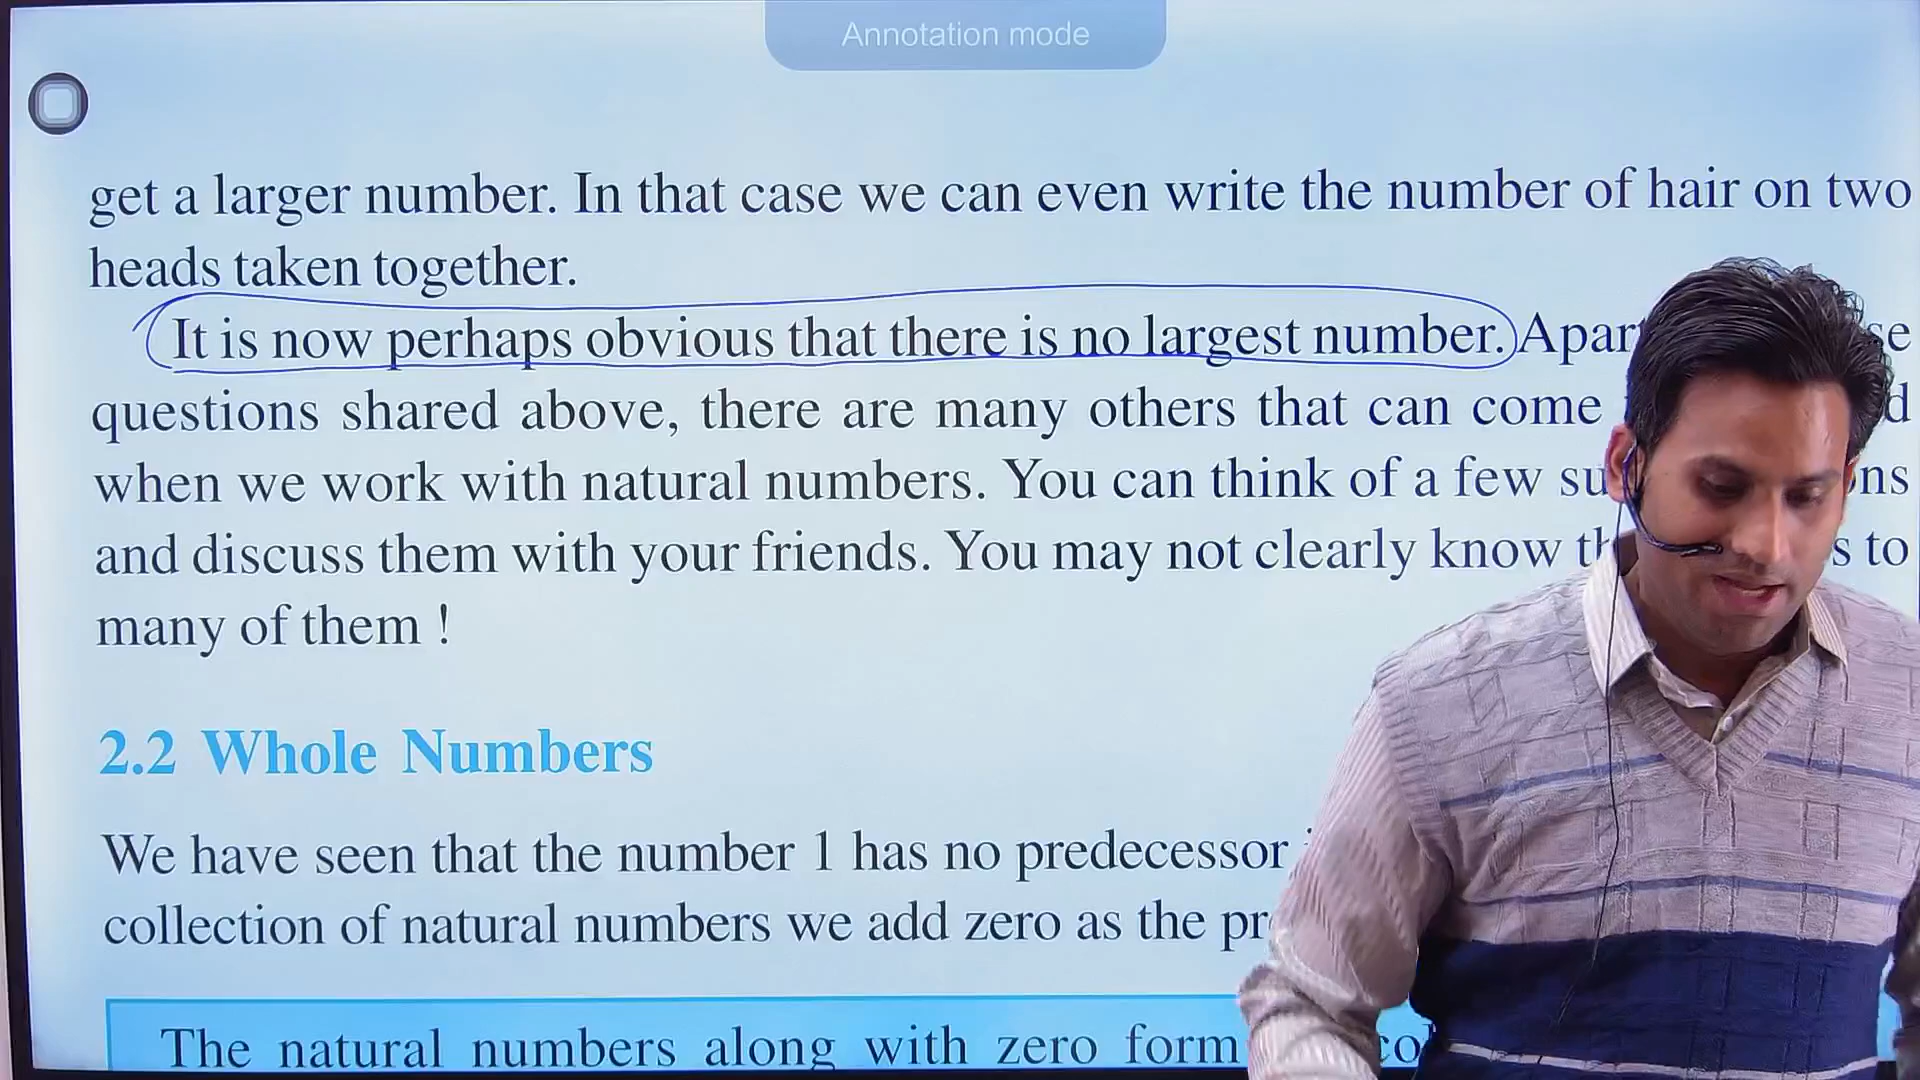 Annotation mode
get a larger number. In that case we can even write the number of hair on two
heads taken together.
It is now perhaps obvious that there is no largest number. Apar se
questions shared above, there are many others that can come d
when we work with natural numbers. You can think of a few su ns
and discuss them with your friends. You may not clearly know th s to
many of them !
2.2 Whole Numbers
We have seen that the number 1 has no predecessor
collection of natural numbers we add zero as the pr
The natural numbers along with zero form col